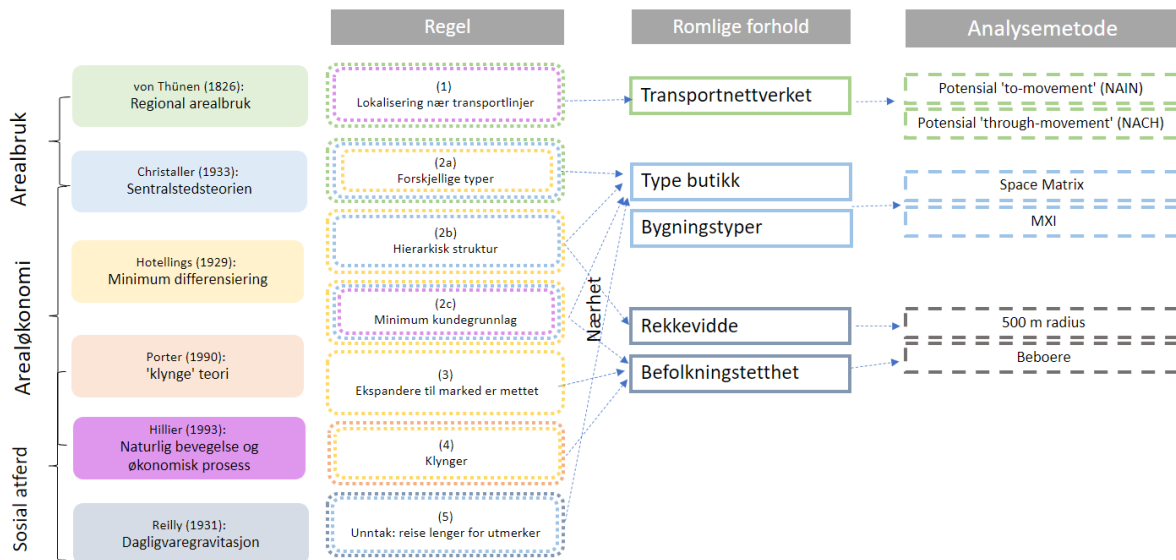 Regel
Romlige forhold
Analysemetode
Arealbruk
Arealøkonomi
Sosial atferd
von Thünen (1826):
Regional arealbruk
Christaller (1933):
Sentralstedsteorien
Hotellings (1929):
Minimum differensiering
Porter (1990):
'klynge' teori
Hillier (1993):
Naturlig bevegelse og
økonomisk prosess
Reilly (1931):
Dagligvaregravitasjon
(1)
Lokalisering nær transportlinjer
(2a)
Forskjellige typer
(2b)
Hierarkisk struktur
(2c)
Minimum kundegrunnlag
(3)
Ekspandere til marked er mettet
(4)
Klynger
(5)
Unntak: reise lenger for utmerker
Nærhet
Transportnettverket
Type butikk
Bygningstyper
Rekkevidde
Befolkningstetthet
Potensial 'to-movement' (NAIN)
Potensial 'through-movement' (NACH)
Space Matrix
MXI
500 m radius
Beboere